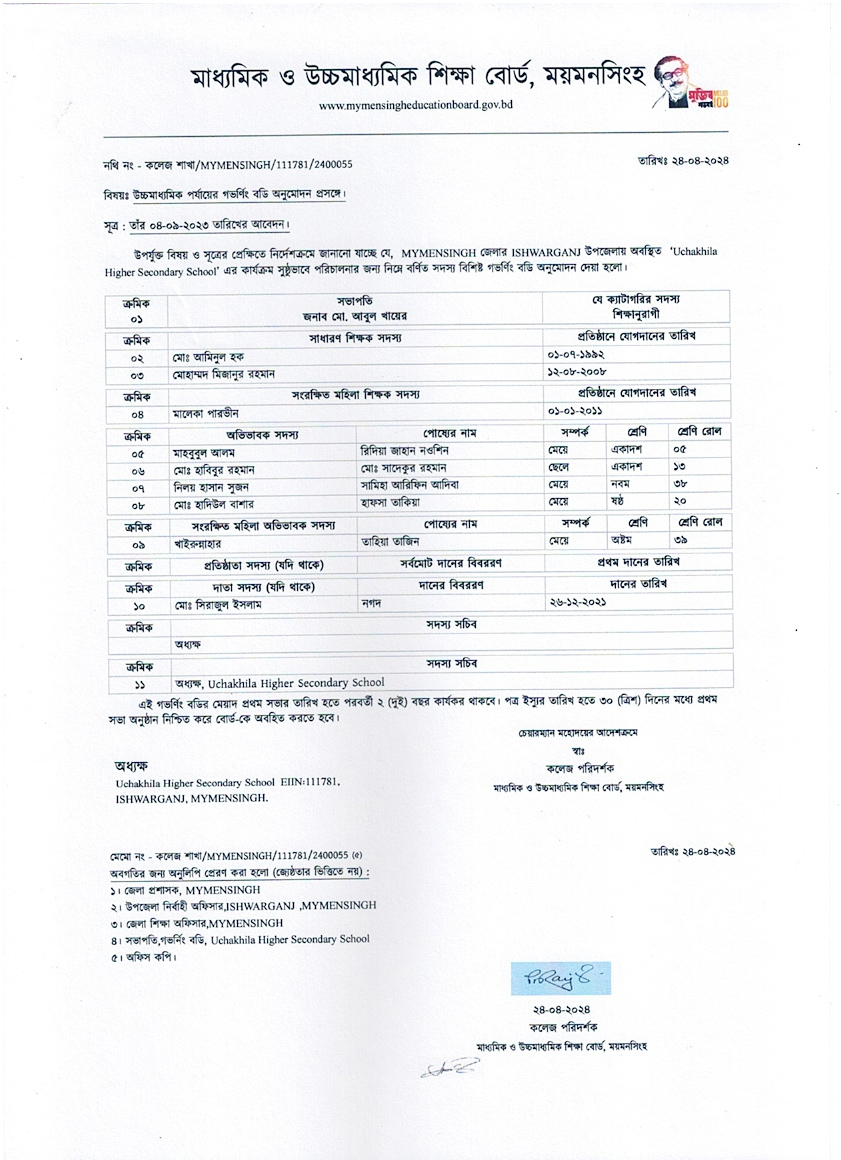 মাধ্যমিক ও উচ্চমাধ্যমিক শিক্ষা বোর্ড, ময়মনসিংহ
www.mymensingheducationboard.gov.bd
নথি নং - কলেজ শাখা/MYMENSINGH/111781/2400055 তারিখঃ ২৪-০৪-২০২৪
বিষয়ঃ উচ্চমাধ্যমিক পর্যায়ের গভর্ণিং বডি অনুমোদন প্রসঙ্গে।
সূত্র : তাঁর ০৪-০৯-২০২৩ তারিখের আবেদন।
উপর্যুক্ত বিষয় ও সূত্রের প্রেক্ষিতে নির্দেশক্রমে জানানো যাচ্ছে যে, MYMENSINGH জেলার ISHWARGANJ উপজেলায় অবস্থিত 'Uchakhila
Higher Secondary School' এর কার্যক্রম সুষ্ঠুভাবে পরিচালনার জন্য নিম্নে বর্ণিত সদস্য বিশিষ্ট গভর্ণিং বডি অনুমোদন দেয়া হলো।
ক্রমিক সভাপতি যে ক্যাটাগরির সদস্য
০১ জনাব মো. আবুল খায়ের শিক্ষানুরাগী
ক্রমিক সাধারণ শিক্ষক সদস্য প্রতিষ্ঠানে যোগদানের তারিখ
০২ মোঃ আমিনুল হক ০১-০৭-১৯৯২
০৩ মোহাম্মদ মিজানুর রহমান ১২-০৮-২০০৮
ক্রমিক সংরক্ষিত মহিলা শিক্ষক সদস্য প্রতিষ্ঠানে যোগদানের তারিখ
০৪ মালেকা পারভীন ০১-০১-২০১১
ক্রমিক অভিভাবক সদস্য পোষ্যের নাম সম্পর্ক শ্রেণি শ্রেণি রোল
০৫ মাহবুবুল আলম রিদিয়া জাহান নওশিন মেয়ে একাদশ ০৫
০৬ মোঃ হাবিবুর রহমান মোঃ সাদেকুর রহমান ছেলে একাদশ ১৩
০৭ নিলয় হাসান সুজন সামিহা আরিফিন আদিবা মেয়ে নবম ৩৮
০৮ মোঃ হাদিউল বাশার হাফসা তাকিয়া মেয়ে ষষ্ঠ ২০
ক্রমিক সংরক্ষিত মহিলা অভিভাবক সদস্য পোষ্যের নাম সম্পর্ক শ্রেণি শ্রেণি রোল
০৯ খাইরুন্নাহার তাহিয়া তাজিন মেয়ে অষ্টম ৩৯
ক্রমিক প্রতিষ্ঠাতা সদস্য (যদি থাকে) সর্বমোট দানের বিবররণ প্রথম দানের তারিখ
ক্রমিক দাতা সদস্য (যদি থাকে) দানের বিবররণ দানের তারিখ
১০ মোঃ সিরাজুল ইসলাম নগদ ২৬-১২-২০২১
ক্রমিক সদস্য সচিব
অধ্যক্ষ
ক্রমিক সদস্য সচিব
১১ অধ্যক্ষ, Uchakhila Higher Secondary School
এই গভর্ণিং বডির মেয়াদ প্রথম সভার তারিখ হতে পরবর্তী ২ (দুই) বছর কার্যকর থাকবে। পত্র ইস্যুর তারিখ হতে ৩০ (ত্রিশ) দিনের মধ্যে প্রথম
সভা অনুষ্ঠান নিশ্চিত করে বোর্ড-কে অবহিত করতে হবে।
চেয়ারম্যান মহোদয়ের আদেশক্রমে
স্বাঃ
কলেজ পরিদর্শক
মাধ্যমিক ও উচ্চমাধ্যমিক শিক্ষা বোর্ড, ময়মনসিংহ
অধ্যক্ষ
Uchakhila Higher Secondary School EIIN:111781,
ISHWARGANJ, MYMENSINGH.
মেমো নং - কলেজ শাখা/MYMENSINGH/111781/2400055 (৫) তারিখঃ ২৪-০৪-২০২৪
অবগতির জন্য অনুলিপি প্রেরণ করা হলো (জ্যেষ্ঠতার ভিত্তিতে নয়) :
১। জেলা প্রশাসক, MYMENSINGH
২। উপজেলা নির্বাহী অফিসার,ISHWARGANJ ,MYMENSINGH
৩। জেলা শিক্ষা অফিসার,MYMENSINGH
৪। সভাপতি,গভর্নিং বডি, Uchakhila Higher Secondary School
৫। অফিস কপি।
২৪-০৪-২০২৪
কলেজ পরিদর্শক
মাধ্যমিক ও উচ্চমাধ্যমিক শিক্ষা বোর্ড, ময়মনসিংহ